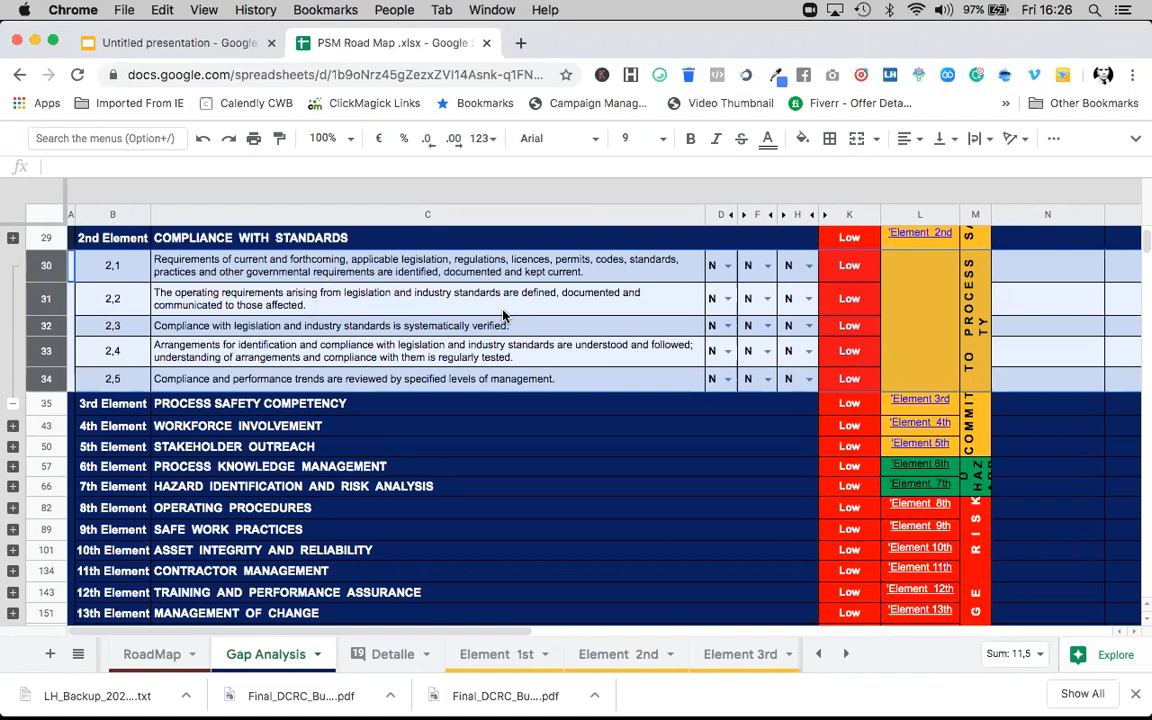 Chrome File Edit View History Bookmarks People Tab Window Help 97% Fri 16:26
Untitled presentation - Google PSM Road Map .xlsx - Google
docs.google.com/spreadsheets/d/1b9oNrz45gZezxZVI14Asnk-q1FN...
Apps Imported From IE Calendly CWB ClickMagick Links Bookmarks Campaign Manag... Video Thumbnail Fiverr - Offer Deta... » Other Bookmarks
Search the menus (Option+/) 100% € % .0 .00 123 Arial 9 B I S A
fx
A B C D F H K L M N
29 2nd Element COMPLIANCE WITH STANDARDS Low 'Element 2nd
30 2,1 Requirements of current and forthcoming, applicable legislation, regulations, licences, permits, codes, standards,
practices and other governmental requirements are identified, documented and kept current. N N N Low
31 2,2 The operating requirements arising from legislation and industry standards are defined, documented and
communicated to those affected. N N N Low
32 2,3 Compliance with legislation and industry standards is systematically verified. N N N Low
33 2,4 Arrangements for identification and compliance with legislation and industry standards are understood and followed;
understanding of arrangements and compliance with them is regularly tested. N N N Low
34 2,5 Compliance and performance trends are reviewed by specified levels of management. N N N Low
COMMIT TO PROCESS SA
TY
35 3rd Element PROCESS SAFETY COMPETENCY Low 'Element 3rd
43 4th Element WORKFORCE INVOLVEMENT Low 'Element 4th
50 5th Element STAKEHOLDER OUTREACH Low 'Element 5th
57 6th Element PROCESS KNOWLEDGE MANAGEMENT Low 'Element 6th
66 7th Element HAZARD IDENTIFICATION AND RISK ANALYSIS Low 'Element 7th
HAZ
82 8th Element OPERATING PROCEDURES Low 'Element 8th
89 9th Element SAFE WORK PRACTICES Low 'Element 9th
101 10th Element ASSET INTEGRITY AND RELIABILITY Low 'Element 10th
134 11th Element CONTRACTOR MANAGEMENT Low 'Element 11th
143 12th Element TRAINING AND PERFORMANCE ASSURANCE Low 'Element 12th
151 13th Element MANAGEMENT OF CHANGE Low 'Element 13th
GE RISK
RoadMap Gap Analysis 19 Detalle Element 1st Element 2nd Element 3rd Sum: 11,5 Explore
LH_Backup_202....txt Final_DCRC_Bu....pdf Final_DCRC_Bu....pdf Show All